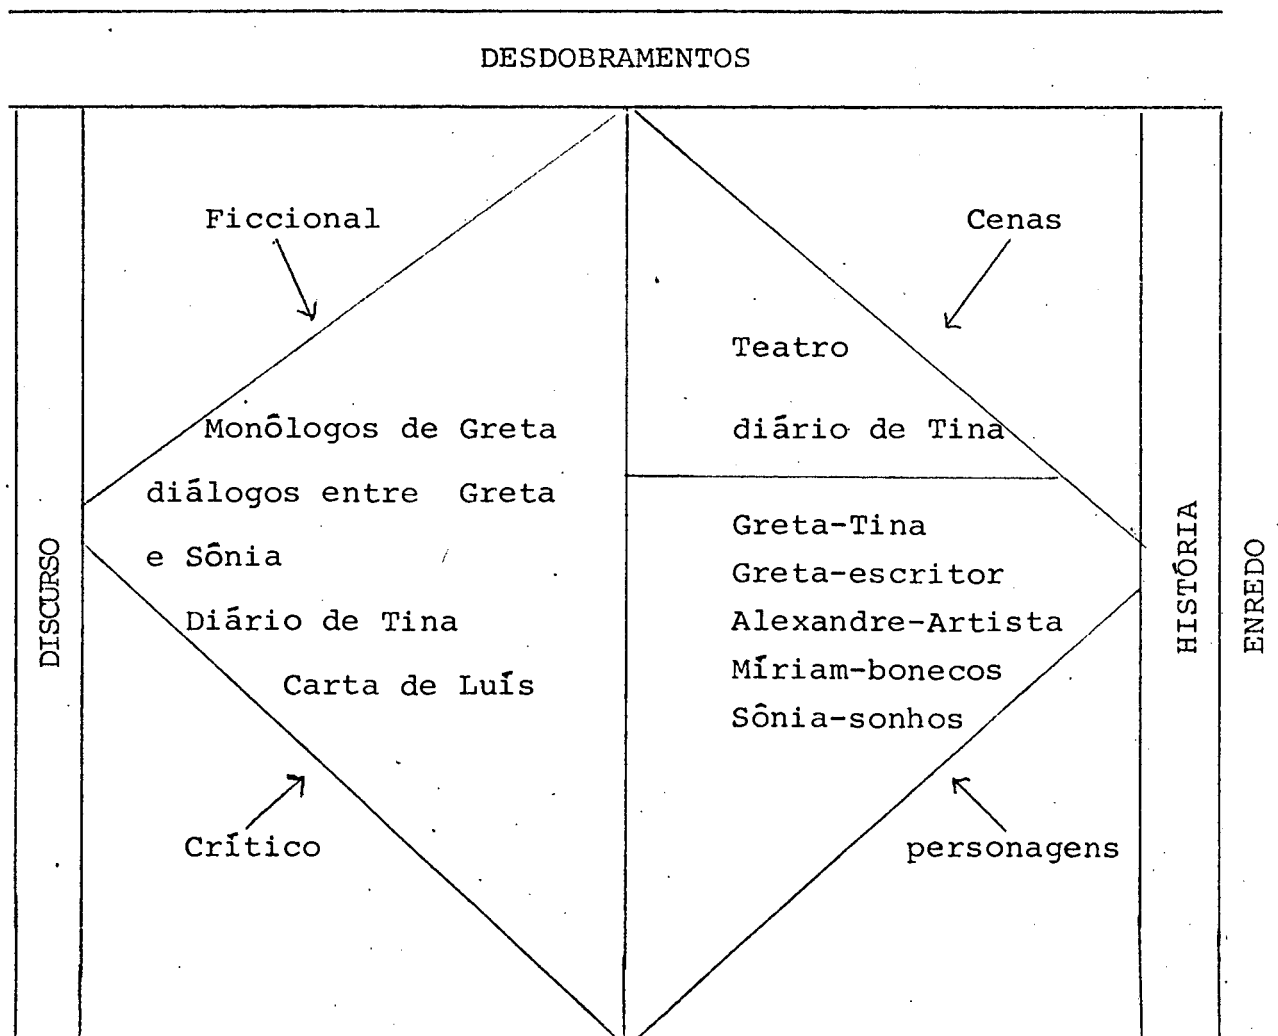 DESDOBRAMENTOS
Ficcional
Cenas
Teatro
diário de Tina
Monôlogos de Greta
diálogos entre Greta
e Sônia
Diário de Tina
Carta de Luís
Greta-Tina
Greta-escritor
Alexandre-Artista
Míriam-bonecos
Sônia-sonhos
DISCURSO
HISTÓRIA
ENREDO
Crítico
personagens